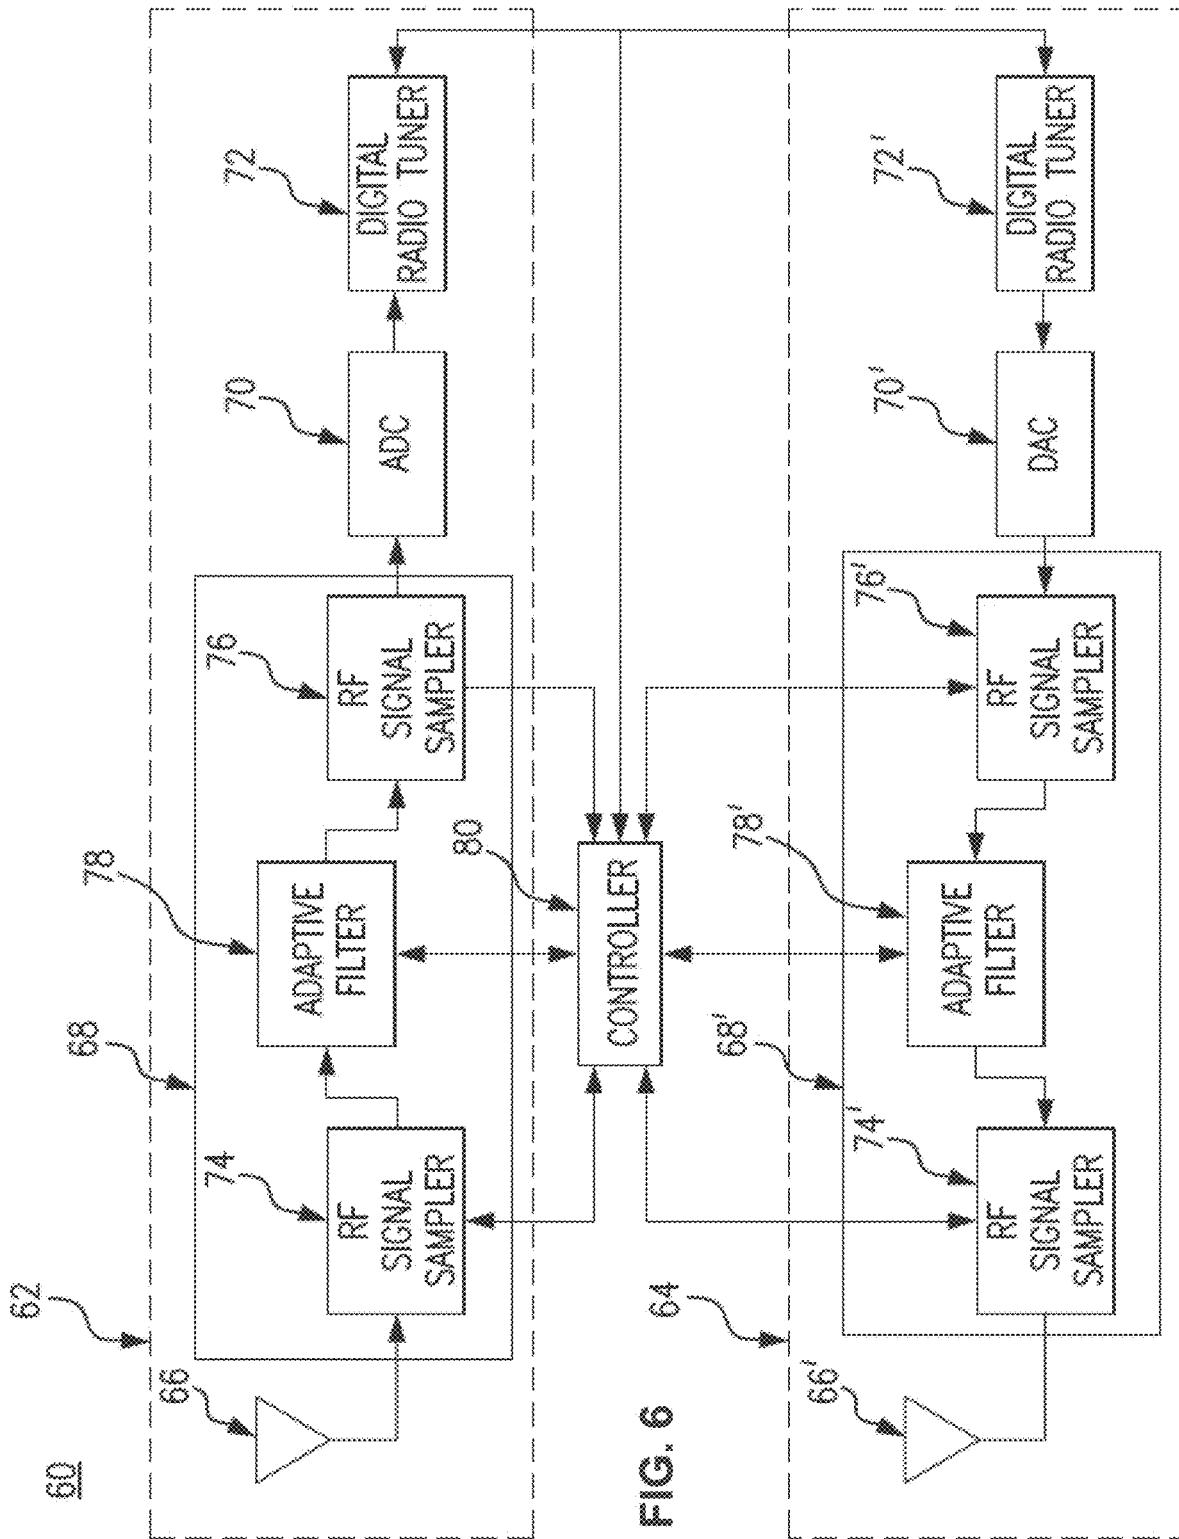 60
62
68
78
66
74
RF
SIGNAL
SAMPLER
ADAPTIVE
FILTER
76
RF
SIGNAL
SAMPLER
70
ADC
72
DIGITAL
RADIO TUNER
80
CONTROLLER
FIG. 6
64
66'
68'
74'
RF
SIGNAL
SAMPLER
78'
ADAPTIVE
FILTER
76'
RF
SIGNAL
SAMPLER
70'
DAC
72'
DIGITAL
RADIO TUNER